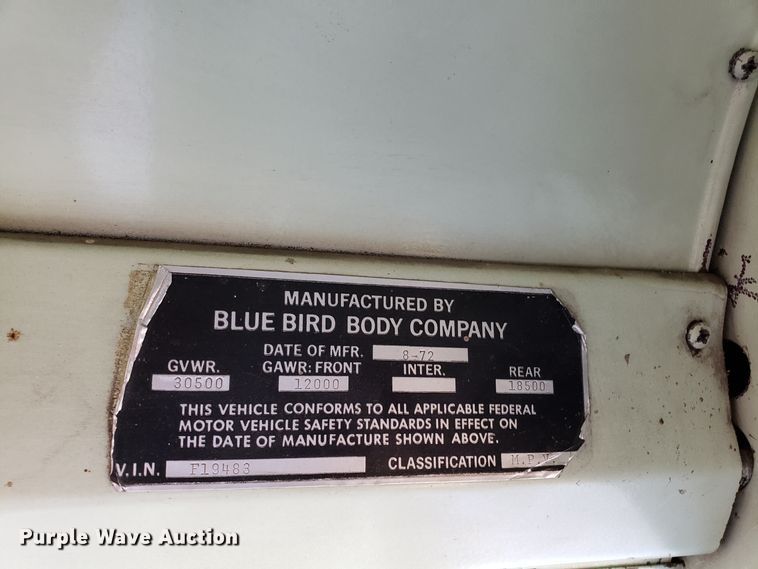 MANUFACTURED BY
BLUE BIRD BODY COMPANY
DATE OF MFR. 8-72
GVWR. GAWR: FRONT INTER. REAR
30500 12000 18500
THIS VEHICLE CONFORMS TO ALL APPLICABLE FEDERAL
MOTOR VEHICLE SAFETY STANDARDS IN EFFECT ON
THE DATE OF MANUFACTURE SHOWN ABOVE.
V.I.N. F19483 CLASSIFICATION M.P.V
Purple Wave Auction